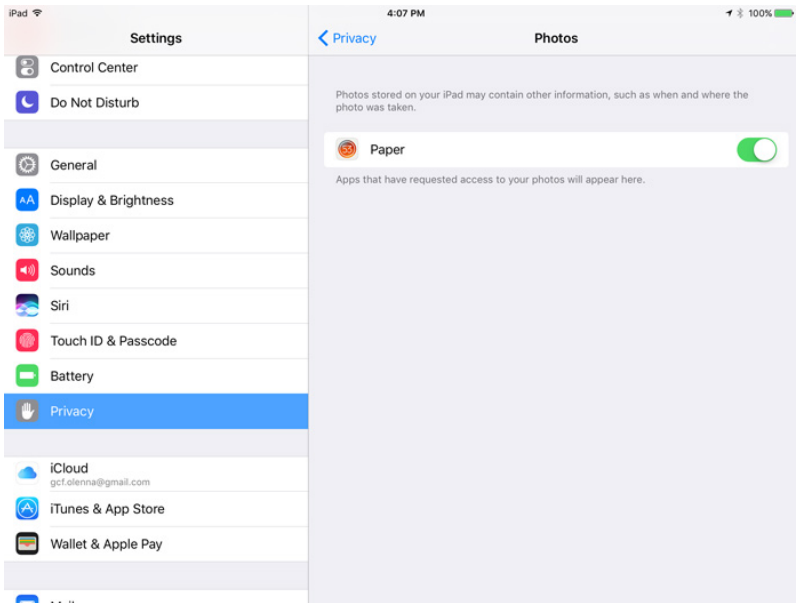 iPad
4:07 PM
100%
Settings
Privacy
Photos
Control Center
Do Not Disturb
General
AA
Display & Brightness
Wallpaper
Sounds
Siri
Touch ID & Passcode
Battery
Privacy
iCloud
gcf.olenna@gmail.com
iTunes & App Store
Wallet & Apple Pay
Photos stored on your iPad may contain other information, such as when and where the
photo was taken.
53
Paper
Apps that have requested access to your photos will appear here.